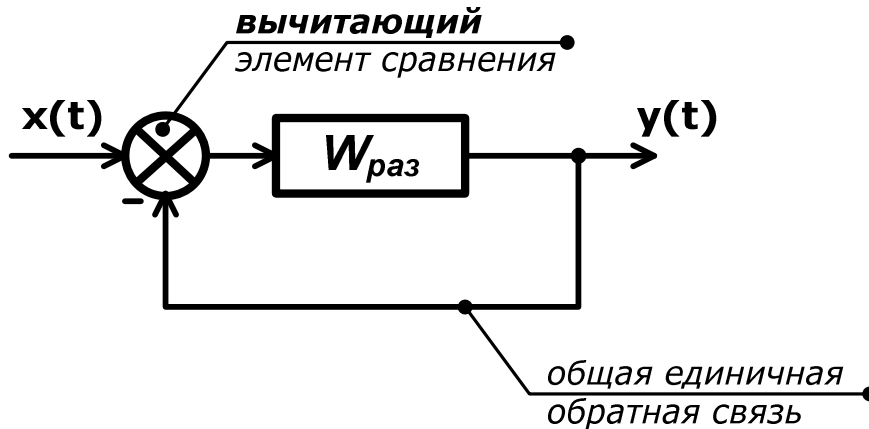 вычитающий
элемент сравнения
x(t)
y(t)
Wраз
–
общая единичная
обратная связь